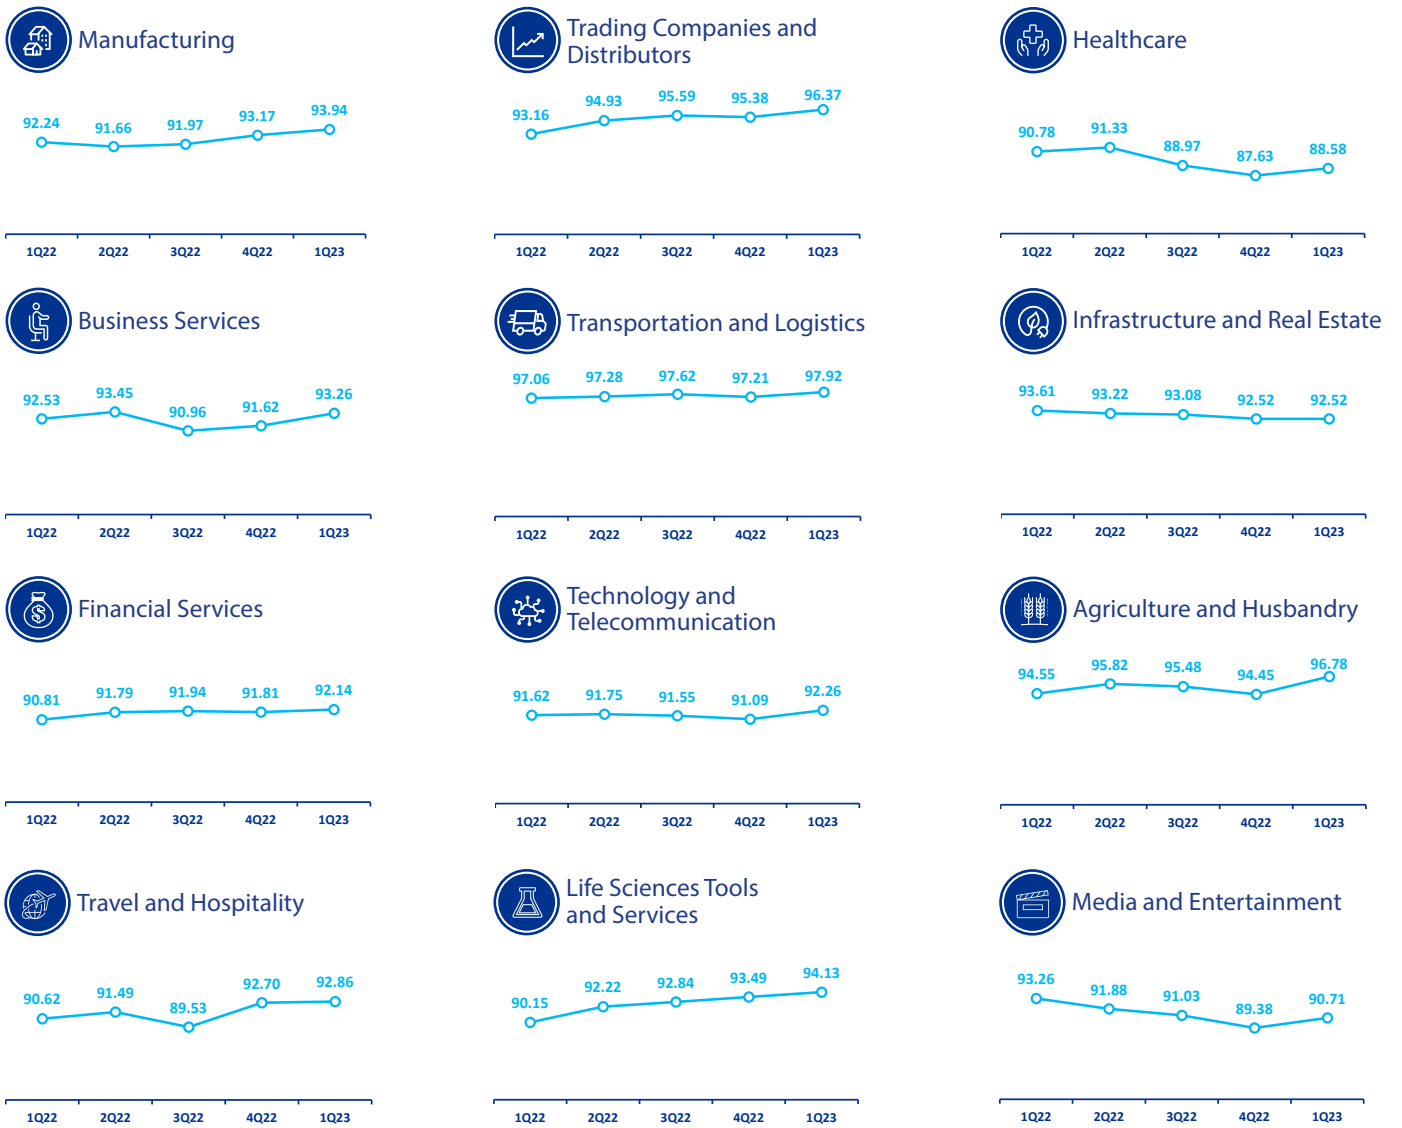 Manufacturing
92.24
91.66
91.97
93.17
93.94
1Q22
2Q22
3Q22
4Q22
1Q23
Trading Companies and
Distributors
93.16
94.93
95.59
95.38
96.37
1Q22
2Q22
3Q22
4Q22
1Q23
Healthcare
90.78
91.33
88.97
87.63
88.58
1Q22
2Q22
3Q22
4Q22
1Q23
Business Services
92.53
93.45
90.96
91.62
93.26
1Q22
2Q22
3Q22
4Q22
1Q23
Transportation and Logistics
97.06
97.28
97.62
97.21
97.92
1Q22
2Q22
3Q22
4Q22
1Q23
Infrastructure and Real Estate
93.61
93.22
93.08
92.52
92.52
1Q22
2Q22
3Q22
4Q22
1Q23
Financial Services
90.81
91.79
91.94
91.81
92.14
1Q22
2Q22
3Q22
4Q22
1Q23
Technology and
Telecommunication
91.62
91.75
91.55
91.09
92.26
1Q22
2Q22
3Q22
4Q22
1Q23
Agriculture and Husbandry
94.55
95.82
95.48
94.45
96.78
1Q22
2Q22
3Q22
4Q22
1Q23
Travel and Hospitality
90.62
91.49
89.53
92.70
92.86
1Q22
2Q22
3Q22
4Q22
1Q23
Life Sciences Tools
and Services
90.15
92.22
92.84
93.49
94.13
1Q22
2Q22
3Q22
4Q22
1Q23
Media and Entertainment
93.26
91.88
91.03
89.38
90.71
1Q22
2Q22
3Q22
4Q22
1Q23